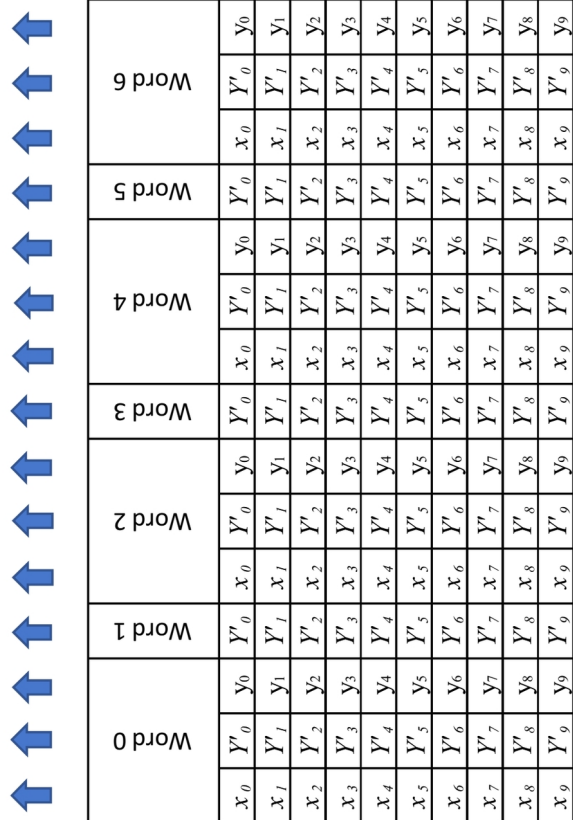 Word 0 Word 1 Word 2 Word 3 Word 4 Word 5 Word 6
x₀ Y'₀ y₀ Y'₀ x₀ Y'₀ y₀ Y'₀ x₀ Y'₀ y₀ Y'₀ x₀ Y'₀ y₀
x₁ Y'₁ y₁ Y'₁ x₁ Y'₁ y₁ Y'₁ x₁ Y'₁ y₁ Y'₁ x₁ Y'₁ y₁
x₂ Y'₂ y₂ Y'₂ x₂ Y'₂ y₂ Y'₂ x₂ Y'₂ y₂ Y'₂ x₂ Y'₂ y₂
x₃ Y'₃ y₃ Y'₃ x₃ Y'₃ y₃ Y'₃ x₃ Y'₃ y₃ Y'₃ x₃ Y'₃ y₃
x₄ Y'₄ y₄ Y'₄ x₄ Y'₄ y₄ Y'₄ x₄ Y'₄ y₄ Y'₄ x₄ Y'₄ y₄
x₅ Y'₅ y₅ Y'₅ x₅ Y'₅ y₅ Y'₅ x₅ Y'₅ y₅ Y'₅ x₅ Y'₅ y₅
x₆ Y'₆ y₆ Y'₆ x₆ Y'₆ y₆ Y'₆ x₆ Y'₆ y₆ Y'₆ x₆ Y'₆ y₆
x₇ Y'₇ y₇ Y'₇ x₇ Y'₇ y₇ Y'₇ x₇ Y'₇ y₇ Y'₇ x₇ Y'₇ y₇
x₈ Y'₈ y₈ Y'₈ x₈ Y'₈ y₈ Y'₈ x₈ Y'₈ y₈ Y'₈ x₈ Y'₈ y₈
x₉ Y'₉ y₉ Y'₉ x₉ Y'₉ y₉ Y'₉ x₉ Y'₉ y₉ Y'₉ x₉ Y'₉ y₉